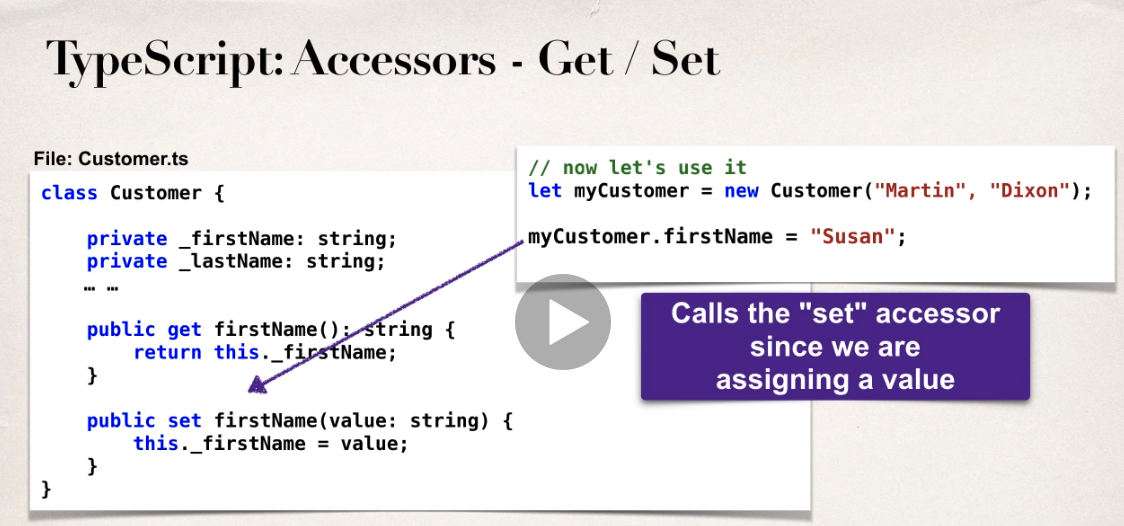 TypeScript: Accessors - Get / Set
File: Customer.ts
class Customer {
private _firstName: string;
private _lastName: string;
… …
public get firstName(): string {
return this._firstName;
}
public set firstName(value: string) {
this._firstName = value;
}
}
// now let's use it
let myCustomer = new Customer("Martin", "Dixon");
myCustomer.firstName = "Susan";
Calls the "set" accessor
since we are
assigning a value